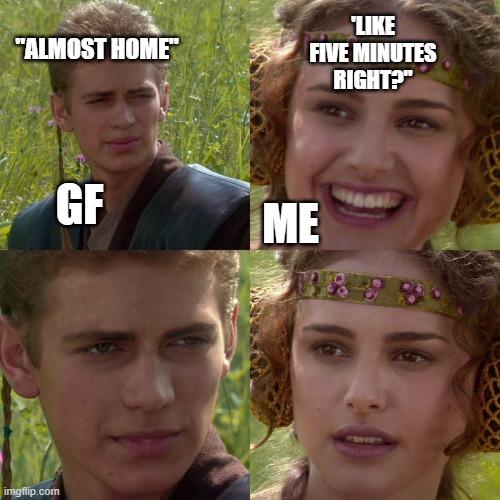 "ALMOST HOME"
'LIKE
FIVE MINUTES
RIGHT?"
GF
ME
imgflip.com